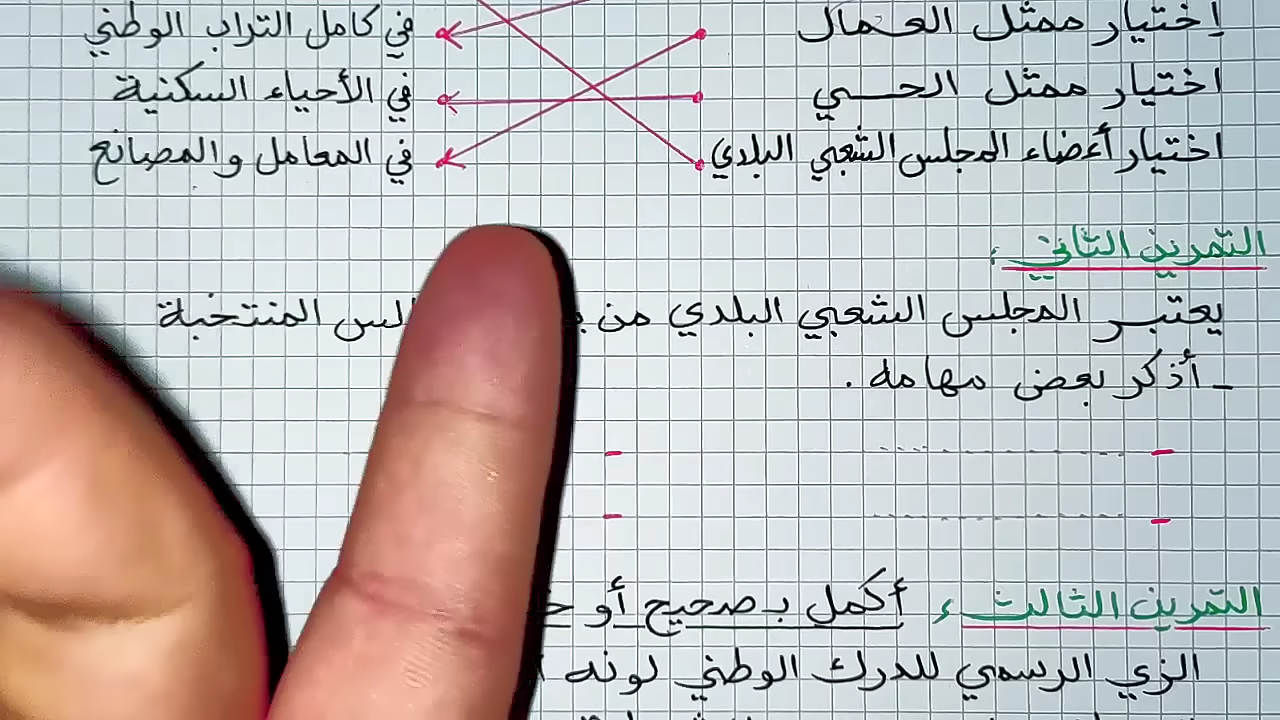 إختيار ممثل العمال في كامل التراب الوطني
اختيار ممثل الحي في الأحياء السكنية
اختيار أعضاء المجلس الشعبي البلدي في المعامل والمصانع
التمرين الثاني :
يعتبر المجلس الشعبي البلدي من المنتخبة
- أذكر بعض مهامه .
- .................... -
- .................... -
التمرين الثالث : أكمل بـ صحيح أو
الزي الرسمي للدرك الوطني لونه